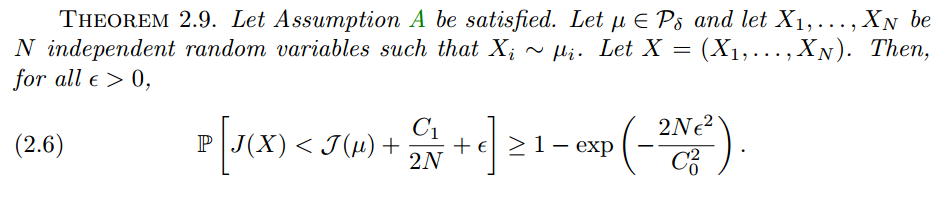 THEOREM 2.9. Let Assumption A be satisfied. Let μ ∈ 𝒫_δ and let X_1, . . . , X_N be
N independent random variables such that X_i ∼ μ_i. Let X = (X_1, . . . , X_N). Then,
for all ϵ > 0,
(2.6) ℙ[J(X) < 𝒥(μ) + C_1/2N + ϵ] ≥ 1 − exp(−2Nϵ²/C_0²).